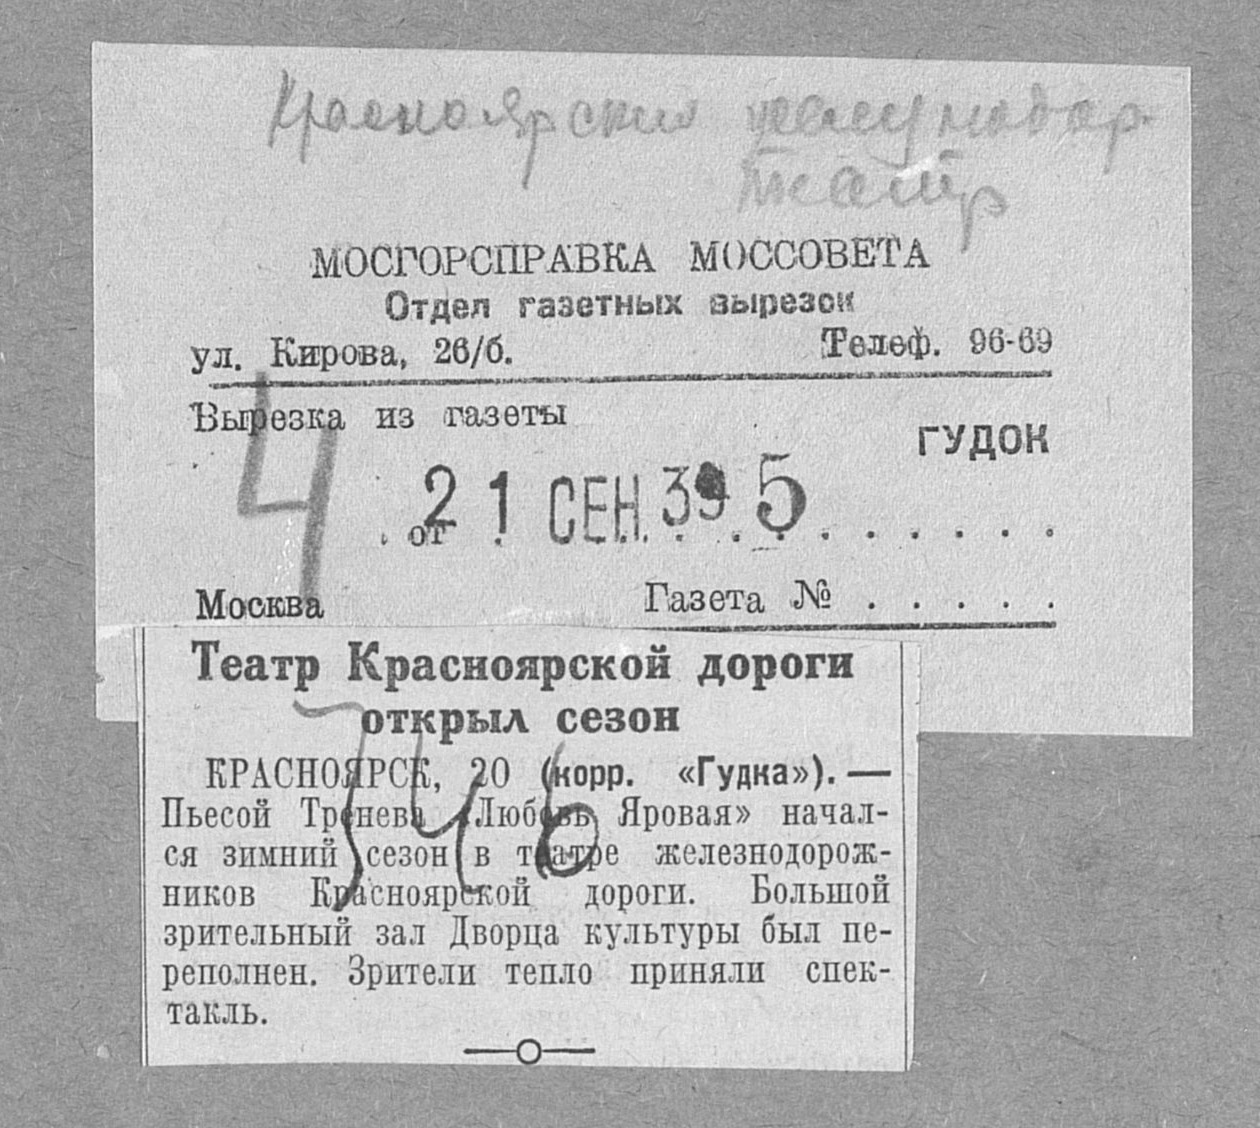 Красноярский железнодор.
театр
МОСГОРСПРАВКА МОССОВЕТА
Отдел газетных вырезок
ул. Кирова, 26/б. Телеф. 96-69
Вырезка из газеты
ГУДОК
4
от 21 СЕН. 39 5 . . . . . .
Москва Газета № . . . . .
Театр Красноярской дороги
открыл сезон
КРАСНОЯРСК, 20 (корр. «Гудка»). —
Пьесой Тренева «Любовь Яровая» начал-
ся зимний сезон в театре железнодорож-
ников Красноярской дороги. Большой
зрительный зал Дворца культуры был пе-
реполнен. Зрители тепло приняли спек-
такль.